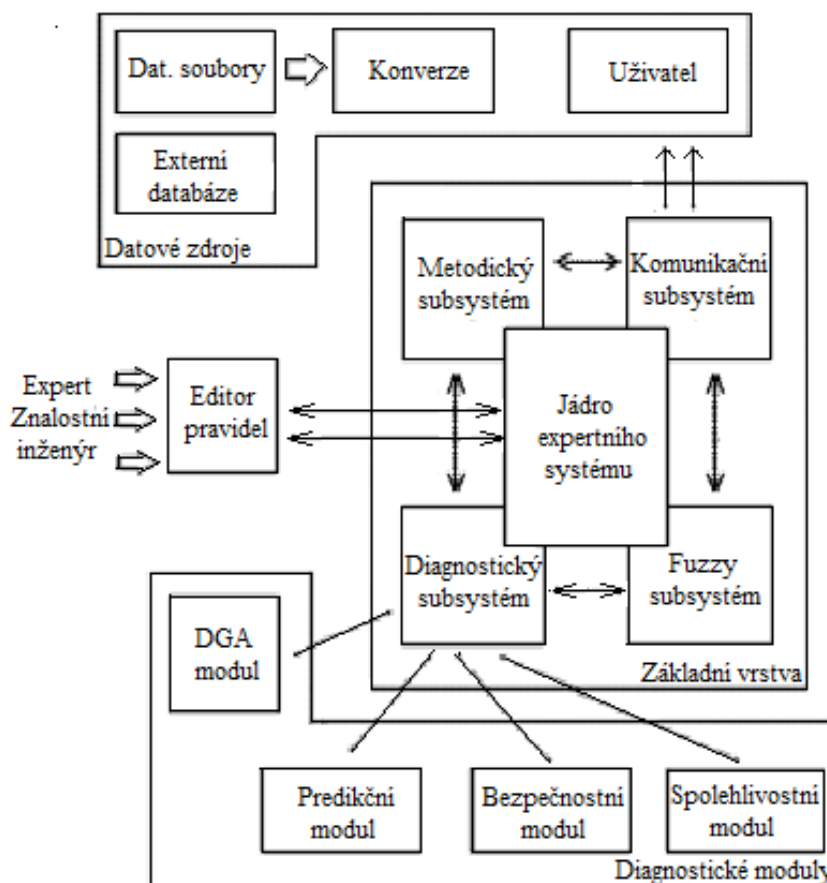 Dat. soubory
Konverze
Uživatel
Externí
databáze
Datové zdroje
Metodický
subsystém
Komunikační
subsystém
Expert
Znalostní
inženýr
Editor
pravidel
Jádro
expertního
systému
Diagnostický
subsystém
Fuzzy
subsystém
Základní vrstva
DGA
modul
Predikční
modul
Bezpečnostní
modul
Spolehlivostní
modul
Diagnostické moduly